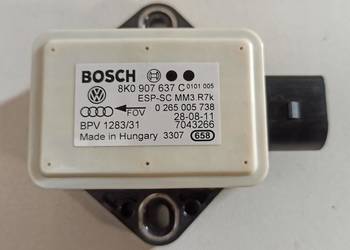 BOSCH
8K0 907 637 C 0101 005
ESP-SC MM3.R7k
FOV 0 265 005 738
28-08-11
BPV 1283/31 7043266
Made in Hungary 3307 658